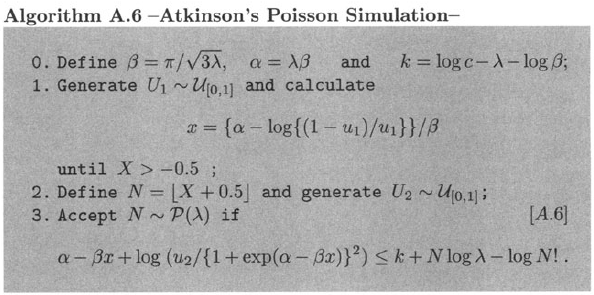 Algorithm A.6 –Atkinson's Poisson Simulation–
0. Define β = π/√3λ, α = λβ and k = log c − λ − log β;
1. Generate U₁ ∼ 𝒰[0,1] and calculate
x = {α − log{(1 − u₁)/u₁}}/β
until X > −0.5 ;
2. Define N = ⌊X + 0.5⌋ and generate U₂ ∼ 𝒰[0,1];
3. Accept N ∼ 𝒫(λ) if [A.6]
α − βx + log (u₂/{1 + exp(α − βx)}²) ≤ k + N log λ − log N! .